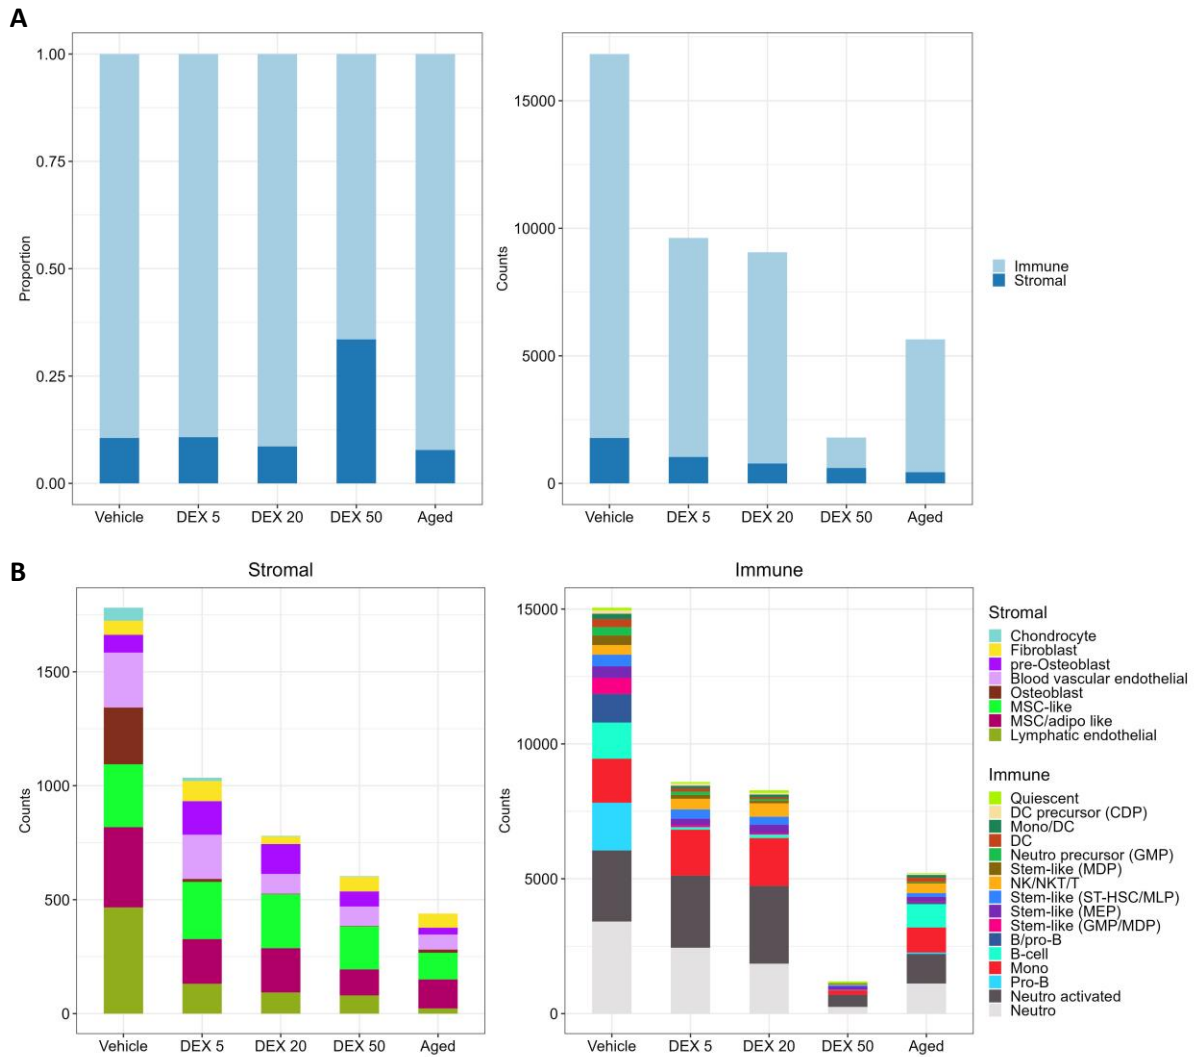 A
Proportion
1.00
0.75
0.50
0.25
0.00
Vehicle DEX 5 DEX 20 DEX 50 Aged
Counts
15000
10000
5000
0
Vehicle DEX 5 DEX 20 DEX 50 Aged
Immune
Stromal
B
Stromal
Counts
1500
1000
500
0
Vehicle DEX 5 DEX 20 DEX 50 Aged
Immune
Counts
15000
10000
5000
0
Vehicle DEX 5 DEX 20 DEX 50 Aged
Stromal
Chondrocyte
Fibroblast
pre-Osteoblast
Blood vascular endothelial
Osteoblast
MSC-like
MSC/adipo like
Lymphatic endothelial
Immune
Quiescent
DC precursor (CDP)
Mono/DC
DC
Neutro precursor (GMP)
Stem-like (MDP)
NK/NKT/T
Stem-like (ST-HSC/MLP)
Stem-like (MEP)
Stem-like (GMP/MDP)
B/pro-B
B-cell
Mono
Pro-B
Neutro activated
Neutro